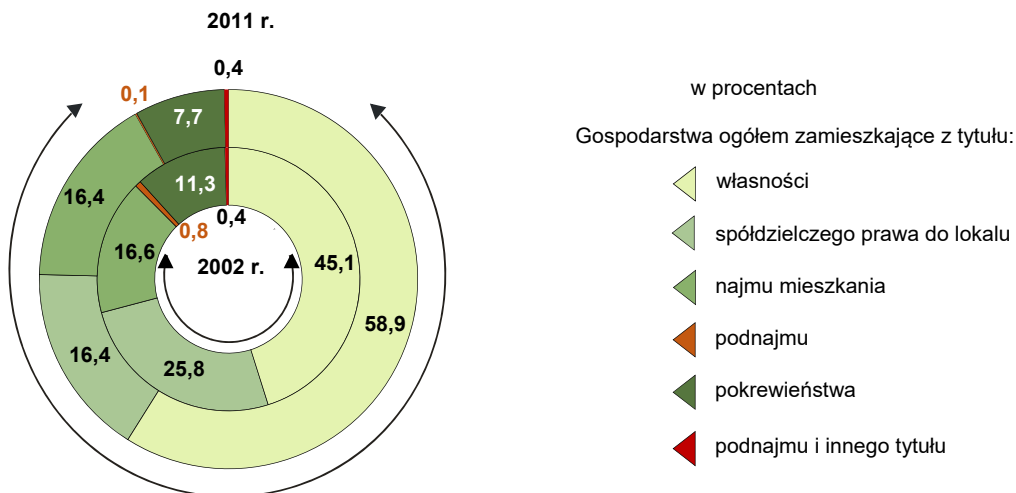 2011 r.
0,4
0,1
7,7
11,3
16,4
0,4
0,8
16,6
2002 r.
45,1
58,9
16,4
25,8
w procentach
Gospodarstwa ogółem zamieszkające z tytułu:
własności
spółdzielczego prawa do lokalu
najmu mieszkania
podnajmu
pokrewieństwa
podnajmu i innego tytułu